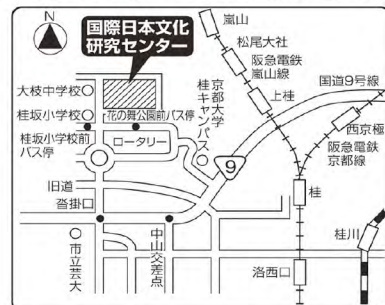 N
国際日本文化
研究センター
嵐山
松尾大社
阪急電鉄
嵐山線
国道9号線
上桂
大枝中学校
桂坂小学校
花の舞公園前バス停
桂坂小学校前
バス停
ロータリー
京都大学
桂キャンパス
9
西京極
阪急電鉄
京都線
旧道
沓掛口
桂
市立芸大
中山交差点
桂川
洛西口